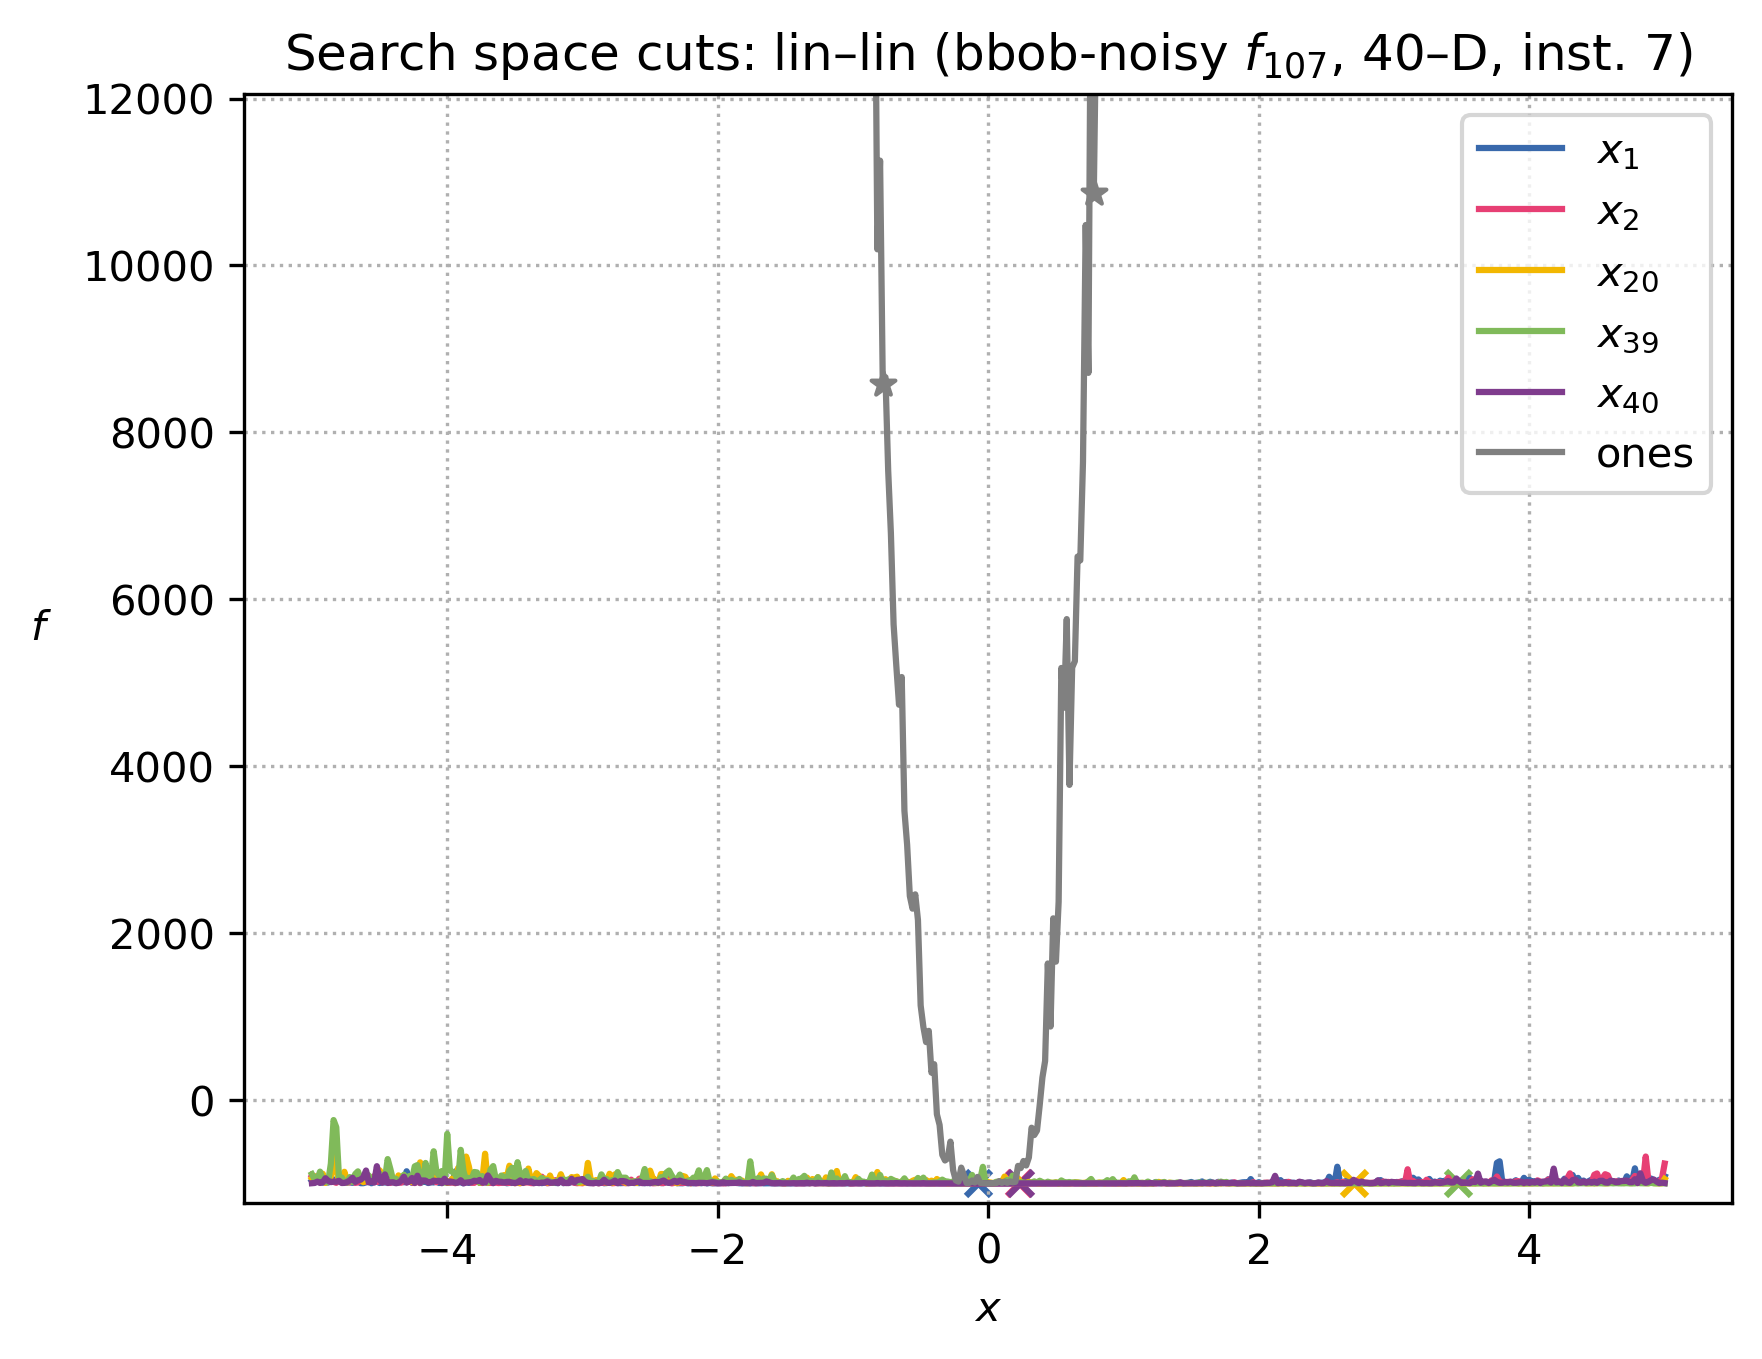 Search space cuts: lin–lin (bbob-noisy f107, 40–D, inst. 7)
12000
10000
8000
6000
4000
2000
0
f
−4
−2
0
2
4
x
x1
x2
x20
x39
x40
ones